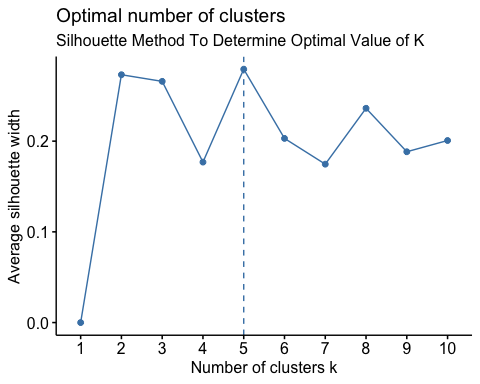 Optimal number of clusters
Silhouette Method To Determine Optimal Value of K
Average silhouette width
0.2
0.1
0.0
1 2 3 4 5 6 7 8 9 10
Number of clusters k